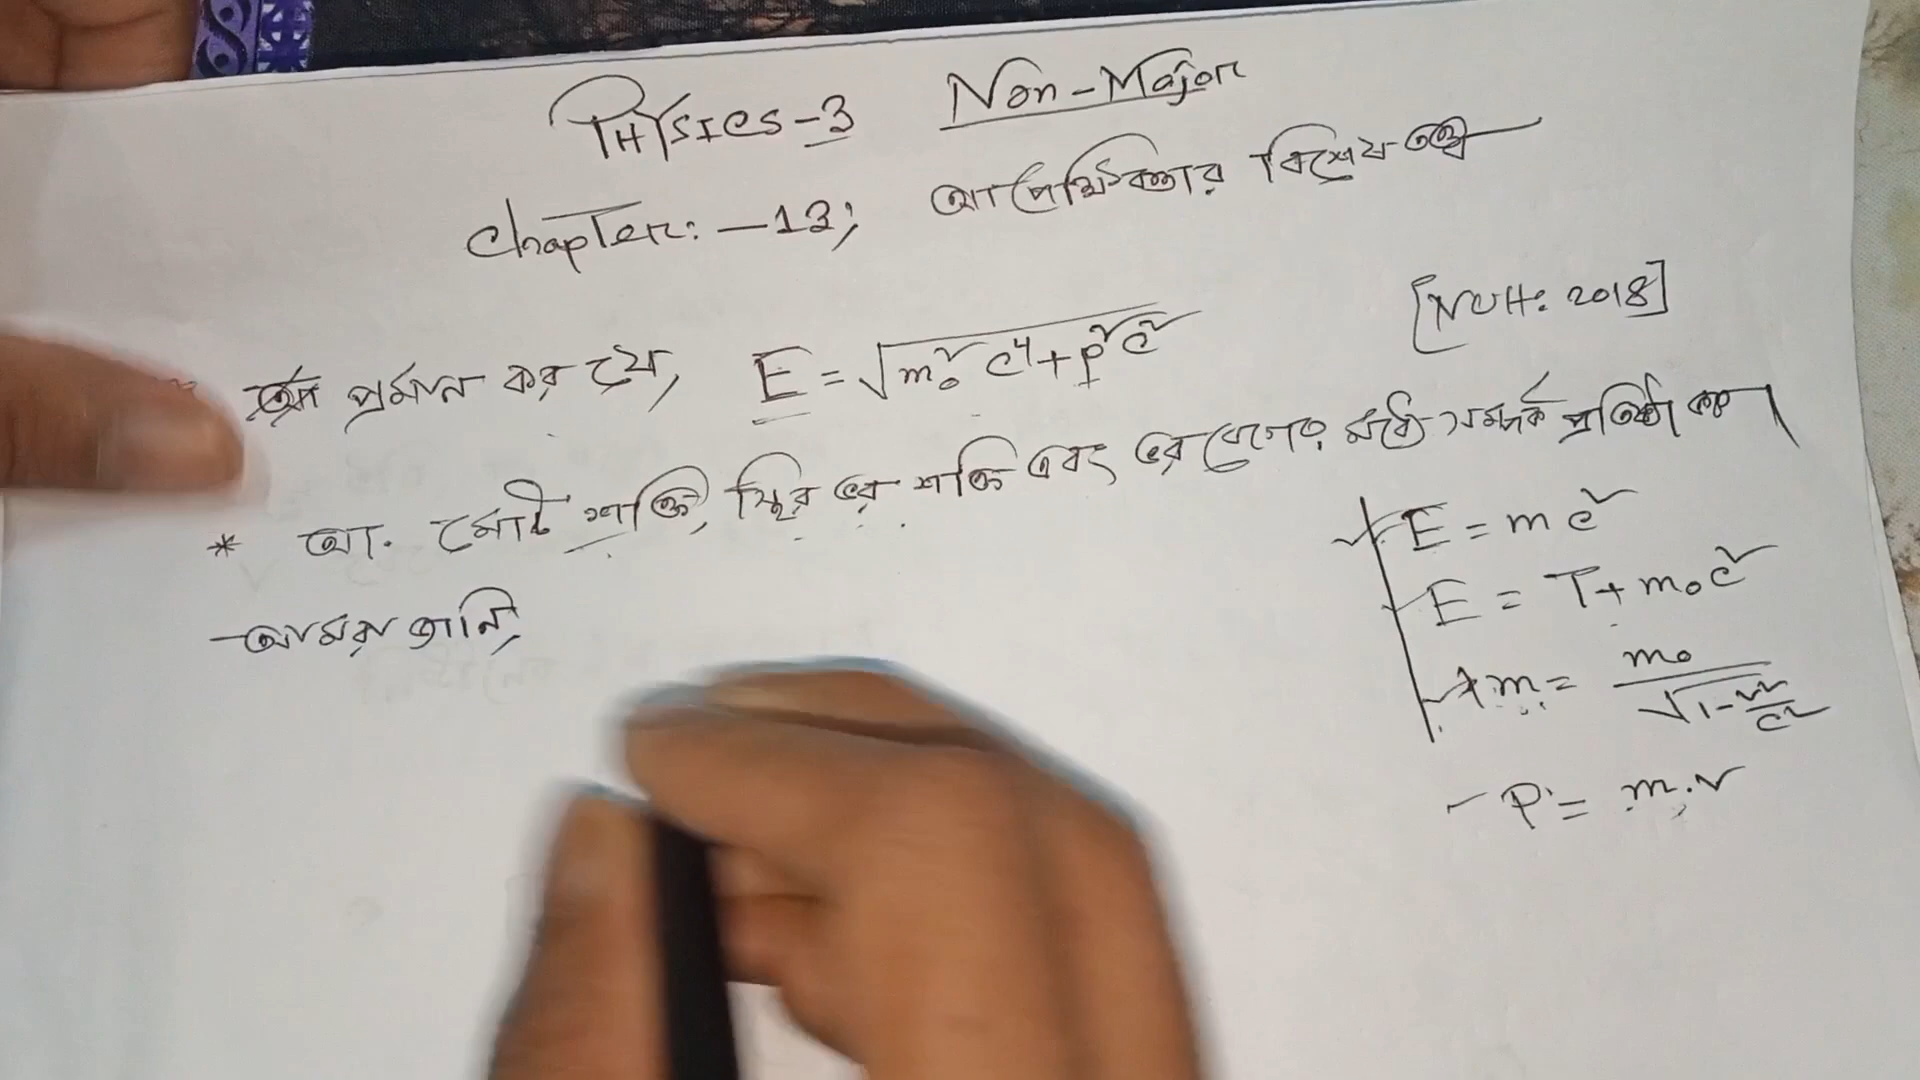 Physics-3 Non-Major
Chapter: -13; আপেক্ষিকতার বিশেষ তত্ত্ব
[NUH: 2018]
প্রমান কর যে, E = √m₀²c⁴+p²c²
* আ. মোট শক্তি, স্থির ভর শক্তি এবং ভর বেগের মধ্যে সম্পর্ক প্রতিষ্ঠা কর।
আমরা জানি,
E = mc²
E = T+m₀c²
m = m₀/√1-v²/c²
P = m.v